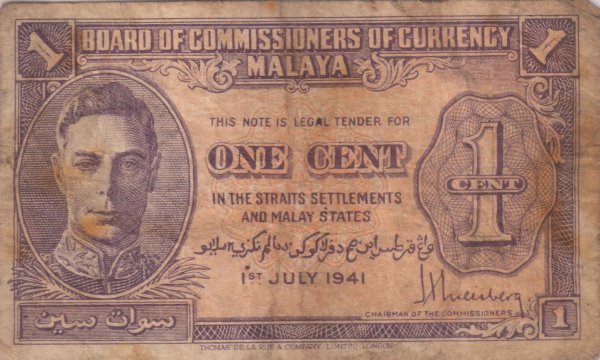 1
BOARD OF COMMISSIONERS OF CURRENCY
1
MALAYA
THIS NOTE IS LEGAL TENDER FOR
ONE CENT
1
CENT
IN THE STRAITS SETTLEMENTS
AND MALAY STATES
1ST JULY 1941
CHAIRMAN OF THE COMMISSIONERS
سوات سين
1
THOMAS DE LA RUE & COMPANY, LIMITED, LONDON